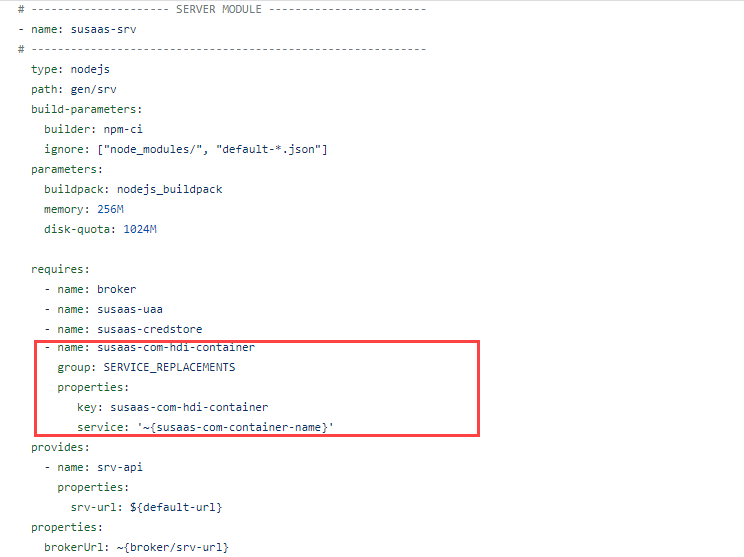 # --------------------- SERVER MODULE ------------------------
- name: susaas-srv
# ------------------------------------------------------------
type: nodejs
path: gen/srv
build-parameters:
builder: npm-ci
ignore: ["node_modules/", "default-*.json"]
parameters:
buildpack: nodejs_buildpack
memory: 256M
disk-quota: 1024M
requires:
- name: broker
- name: susaas-uaa
- name: susaas-credstore
- name: susaas-com-hdi-container
group: SERVICE_REPLACEMENTS
properties:
key: susaas-com-hdi-container
service: '~{susaas-com-container-name}'
provides:
- name: srv-api
properties:
srv-url: ${default-url}
properties:
brokerUrl: ~{broker/srv-url}